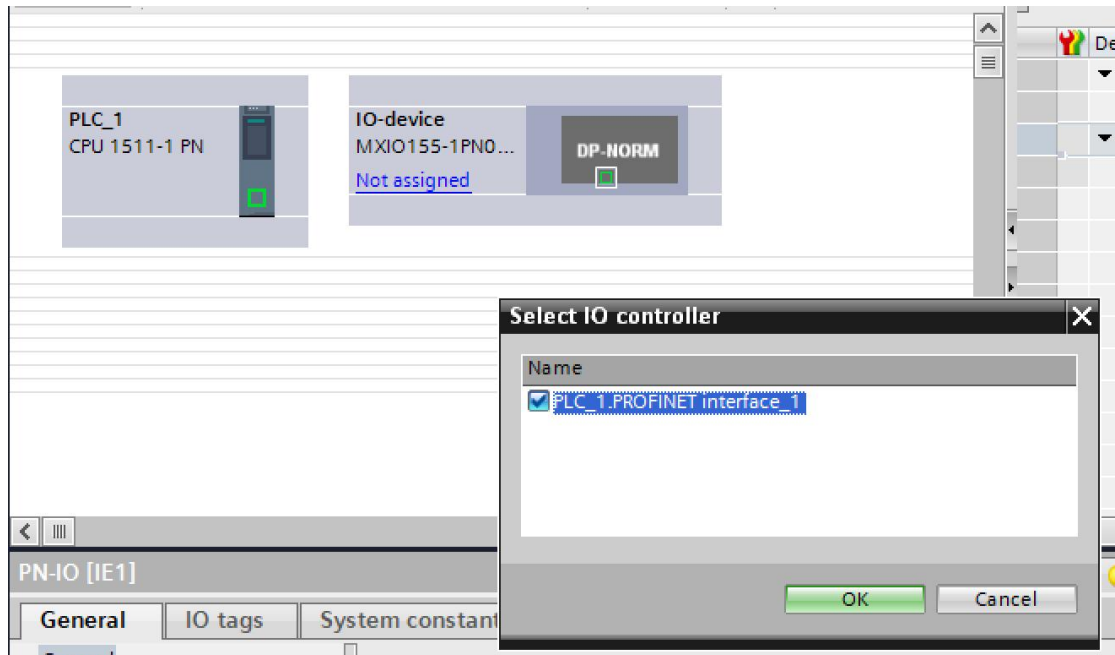 PLC_1
CPU 1511-1 PN
IO-device
MXIO155-1PN0...
Not assigned
DP-NORM
De
Select IO controller
Name
PLC_1.PROFINET interface_1
OK
Cancel
PN-IO [IE1]
General
IO tags
System constant